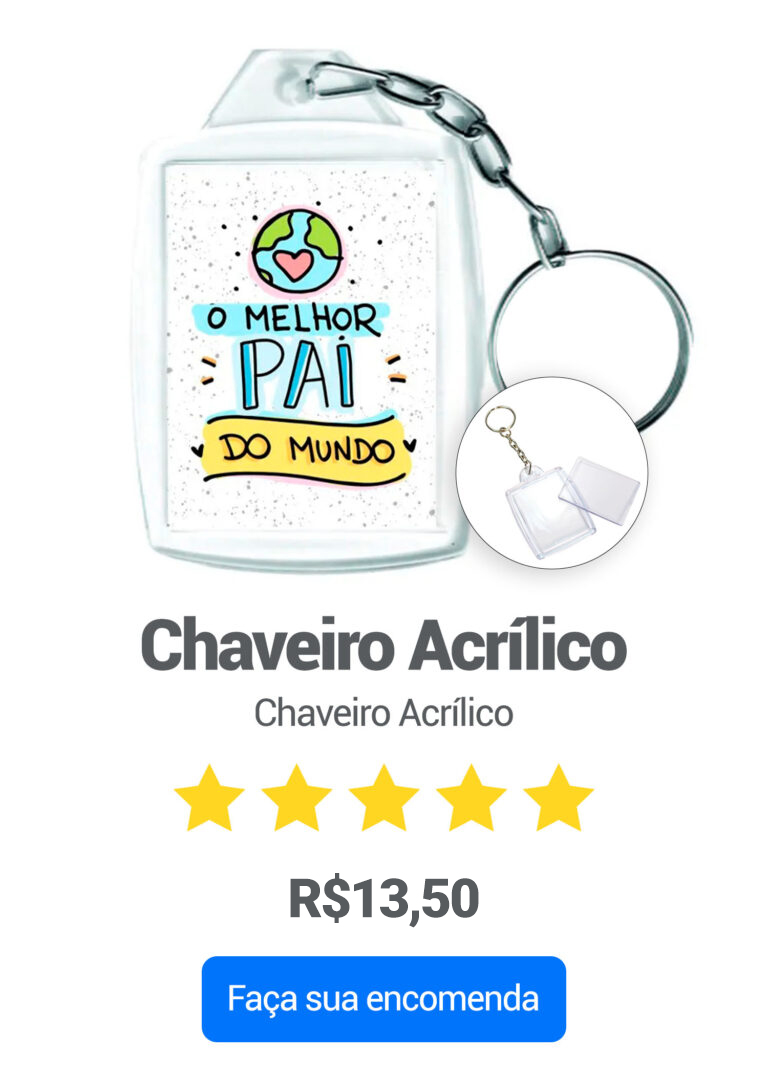 O MELHOR
PAI
DO MUNDO
Chaveiro Acrílico
Chaveiro Acrílico
R$13,50
Faça sua encomenda